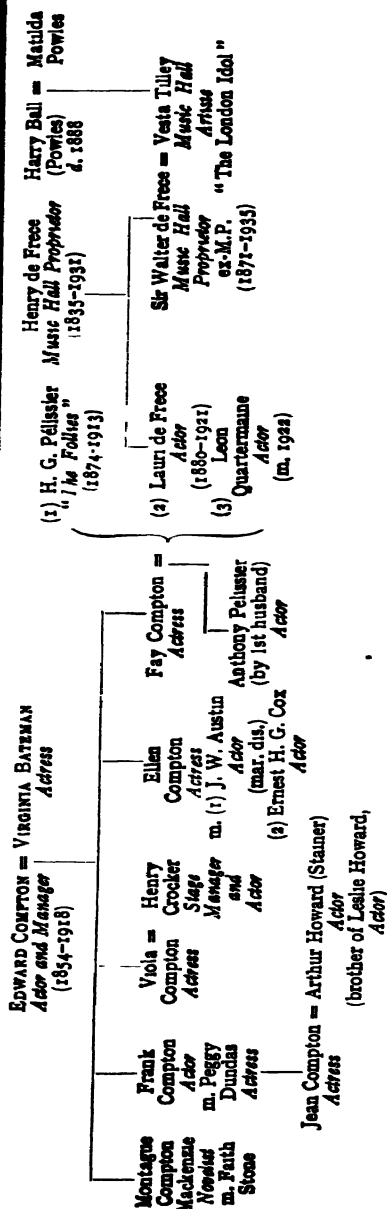 EDWARD COMPTON = VIRGINIA BATEMAN
Actor and Manager Actress
(1854-1918)
Montague
Compton
Mackenzie
Novelist
m. Faith
Stone
Frank
Compton
Actor
m. Peggy
Dundas
Actress
Viola =
Compton
Actress
Henry
Crocker
Stage
Manager
and
Actor
Ellen
Compton
Actress
m. (1) J. W. Austin
Actor
(mar. dis.)
(2) Ernest H. G. Cox
Actor
Fay Compton =
Actress
Anthony Pelissier
(by 1st husband)
Actor
Jean Compton = Arthur Howard (Stainer)
Actress Actor
(brother of Leslie Howard,
Actor)
(1) H. G. Pélissier
"The Follies"
(1874-1913)
Henry de Frece
Music Hall Proprietor
(1835-1931)
Harry Ball = Matilda
(Powles) Powles
d. 1888
(2) Lauri de Frece
Actor
(1880-1921)
(3) Leon
Quartermaine
Actor
(m. 1922)
Sir Walter de Frece = Vesta Tilley
Music Hall Music Hall
Proprietor Artiste
ex-M.P. "The London Idol"
(1871-1935)